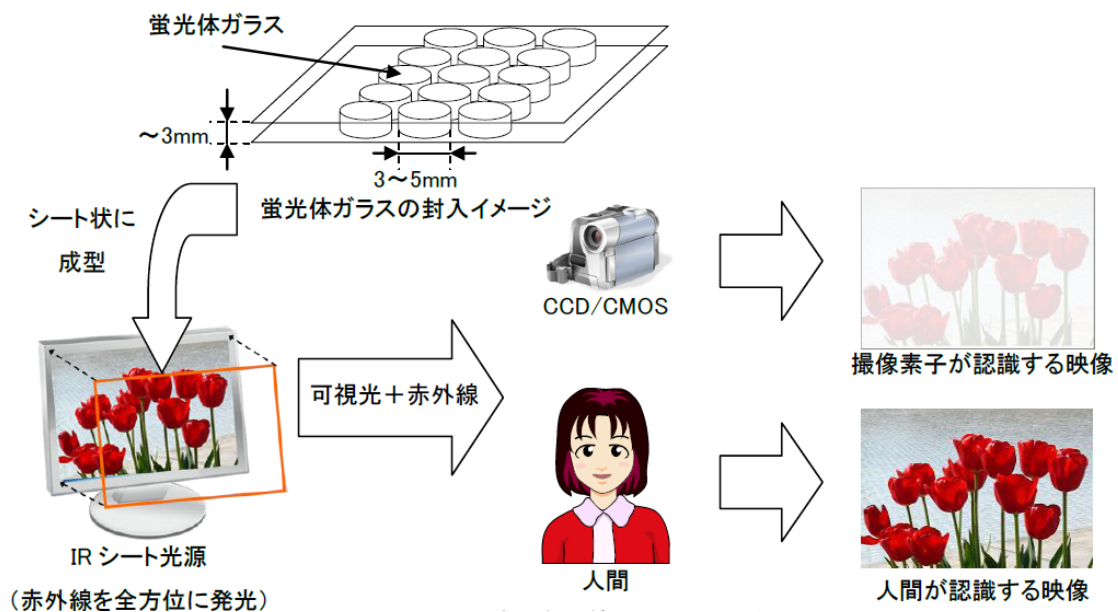 蛍光体ガラス
～3mm
3～5mm
蛍光体ガラスの封入イメージ
シート状に
成型
CCD/CMOS
撮像素子が認識する映像
可視光＋赤外線
IRシート光源
(赤外線を全方位に発光)
人間
人間が認識する映像